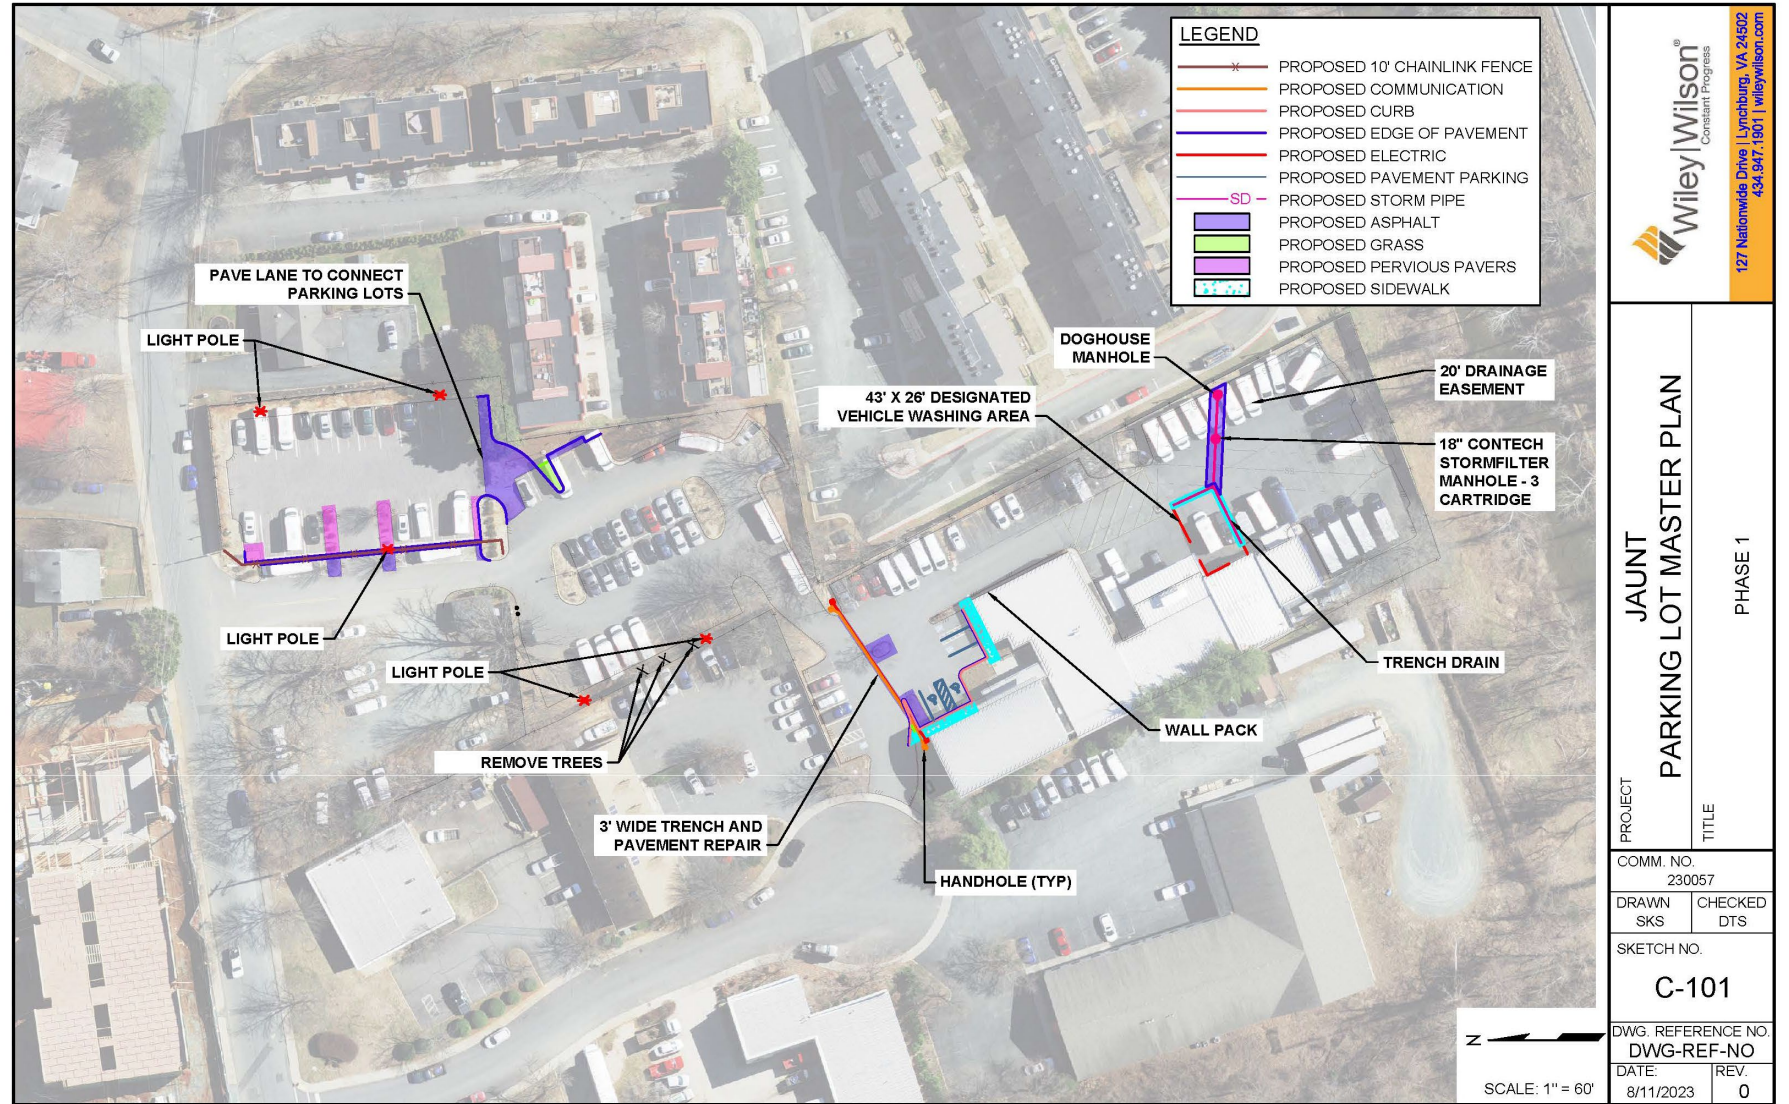 LEGEND
PROPOSED 10' CHAINLINK FENCE
PROPOSED COMMUNICATION
PROPOSED CURB
PROPOSED EDGE OF PAVEMENT
PROPOSED ELECTRIC
PROPOSED PAVEMENT PARKING
SD
PROPOSED STORM PIPE
PROPOSED ASPHALT
PROPOSED GRASS
PROPOSED PERVIOUS PAVERS
PROPOSED SIDEWALK
PAVE LANE TO CONNECT
PARKING LOTS
LIGHT POLE
DOGHOUSE
MANHOLE
20' DRAINAGE
EASEMENT
43' X 26' DESIGNATED
VEHICLE WASHING AREA
18" CONTECH
STORMFILTER
MANHOLE - 3
CARTRIDGE
LIGHT POLE
LIGHT POLE
TRENCH DRAIN
WALL PACK
REMOVE TREES
3' WIDE TRENCH AND
PAVEMENT REPAIR
HANDHOLE (TYP)
N
SCALE: 1" = 60'
Wiley|Wilson®
Constant Progress
127 Nationwide Drive | Lynchburg, VA 24502
434.947.1901 | wileywilson.com
PROJECT
JAUNT
PARKING LOT MASTER PLAN
TITLE
PHASE 1
COMM. NO.
230057
DRAWN
SKS
CHECKED
DTS
SKETCH NO.
C-101
DWG. REFERENCE NO.
DWG-REF-NO
DATE:
8/11/2023
REV.
0